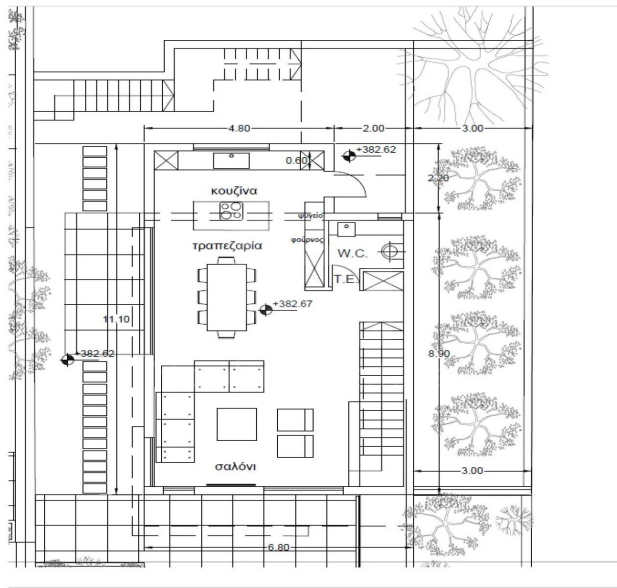 4.80
2.00
3.00
+382.62
0.60
2.20
κουζίνα
ψυγείο
τραπεζαρία
φούρνος
W.C.
T.E.
+382.67
11.10
+382.62
8.90
3.00
σαλόνι
6.80